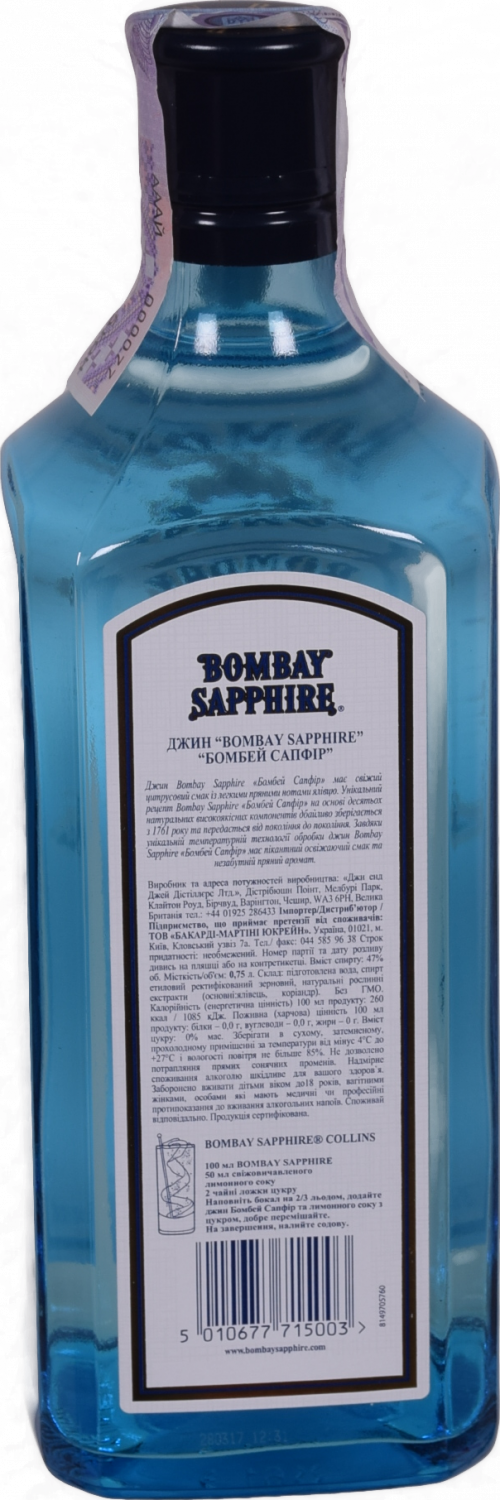 220000
BOMBAY
SAPPHIRE®
ДЖИН “BOMBAY SAPPHIRE”
“БОМБЕЙ САПФІР”
Джин Bombay Sapphire «Бомбей Сапфір» має свіжий
цитрусовий смак із легкими пряними нотами ялівцю. Унікальний
рецепт Bombay Sapphire «Бомбей Сапфір» на основі десятьох
натуральних високоякісних компонентів дбайливо зберігається
з 1761 року та передається від покоління до покоління. Завдяки
унікальній температурній технології обробки джин Bombay
Sapphire «Бомбей Сапфір» має пікантний освіжаючий смак та
незабутній пряний аромат.
Виробник та адреса потужностей виробництва: «Джи енд
Джей Дістіллєрс Лтд.», Дістрібюшн Поінт, Мелбурі Парк,
Клайтон Роуд, Бірчвуд, Варінгтон, Чешир, WA3 6PH, Велика
Британія тел.: +44 01925 286433 Імпортер/Дистриб’ютор /
Підприємство, що приймає претензії від споживачів:
ТОВ «БАКАРДІ-МАРТІНІ ЮКРЕЙН», Україна, 01021, м.
Київ, Кловський узвіз 7а. Тел./ факс: 044 585 96 38 Строк
придатності: необмежений. Номер партії та дату розливу
дивись на пляшці або на контретикетці. Вміст спирту: 47%
об. Місткість/об'єм: 0,75 л. Склад: підготовлена вода, спирт
етиловий ректифікований зерновий, натуральні рослинні
екстракти (основні:ялівець, коріандр). Без ГМО.
Калорійність (енергетична цінність) 100 мл продукту: 260
ккал / 1085 кДж. Поживна (харчова) цінність 100 мл
продукту: білки – 0,0 г, вуглеводи – 0,0 г, жири – 0 г. Вміст
цукру: 0% мас. Зберігати в сухому, затемненому,
прохолодному приміщенні за температури від мінус 4°C до
+27°C і вологості повітря не більше 85%. Не дозволено
потрапляння прямих сонячних променів. Надмірне
споживання алкоголю шкідливе для вашого здоров'я.
Заборонено вживати дітьми віком до18 років, вагітними
жінками, особами які мають медичні чи професійні
протипоказання до вживання алкогольних напоїв. Споживай
відповідально. Продукція сертифікована.
BOMBAY SAPPHIRE® COLLINS
100 мл BOMBAY SAPPHIRE
50 мл свіжовичавленого
лимонного соку
2 чайні ложки цукру
Наповніть бокал на 2/3 льодом, додайте
джин Бомбей Сапфір та лимонного соку з
цукром, добре перемішайте.
На завершення, налийте содову.
5 010677 715003 >
8149705760
www.bombaysapphire.com